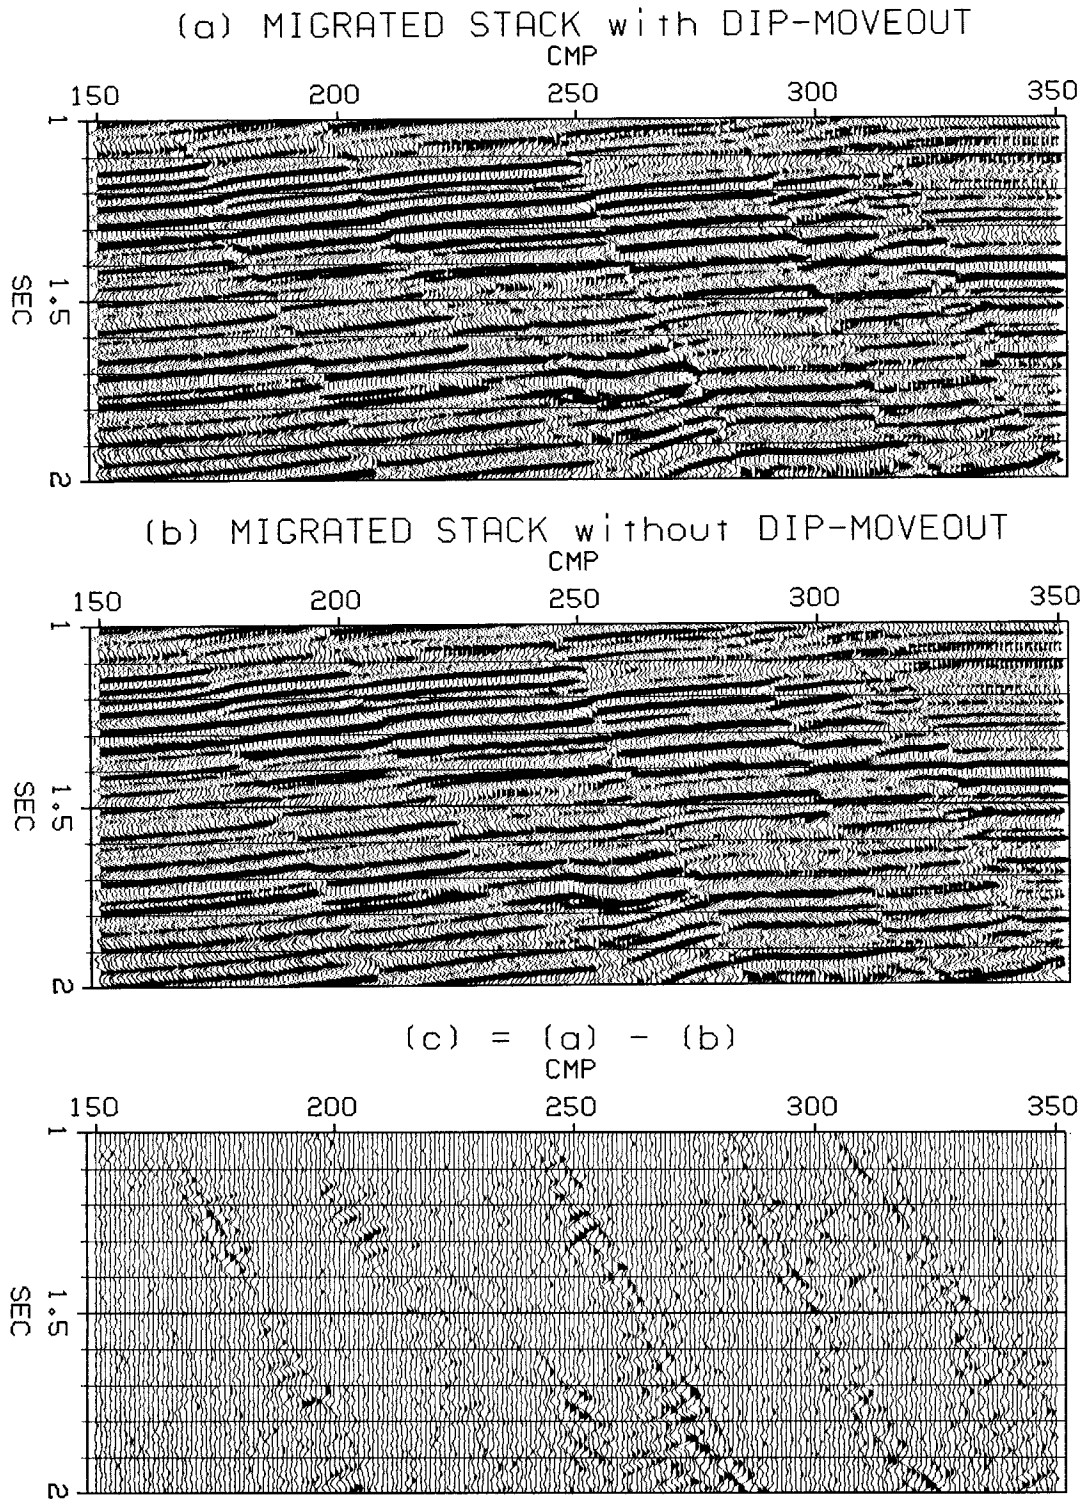 (a) MIGRATED STACK with DIP-MOVEOUT
CMP
150 200 250 300 350
1
1.5
2
SEC
(b) MIGRATED STACK without DIP-MOVEOUT
CMP
150 200 250 300 350
1
1.5
2
SEC
(c) = (a) - (b)
CMP
150 200 250 300 350
1
1.5
2
SEC